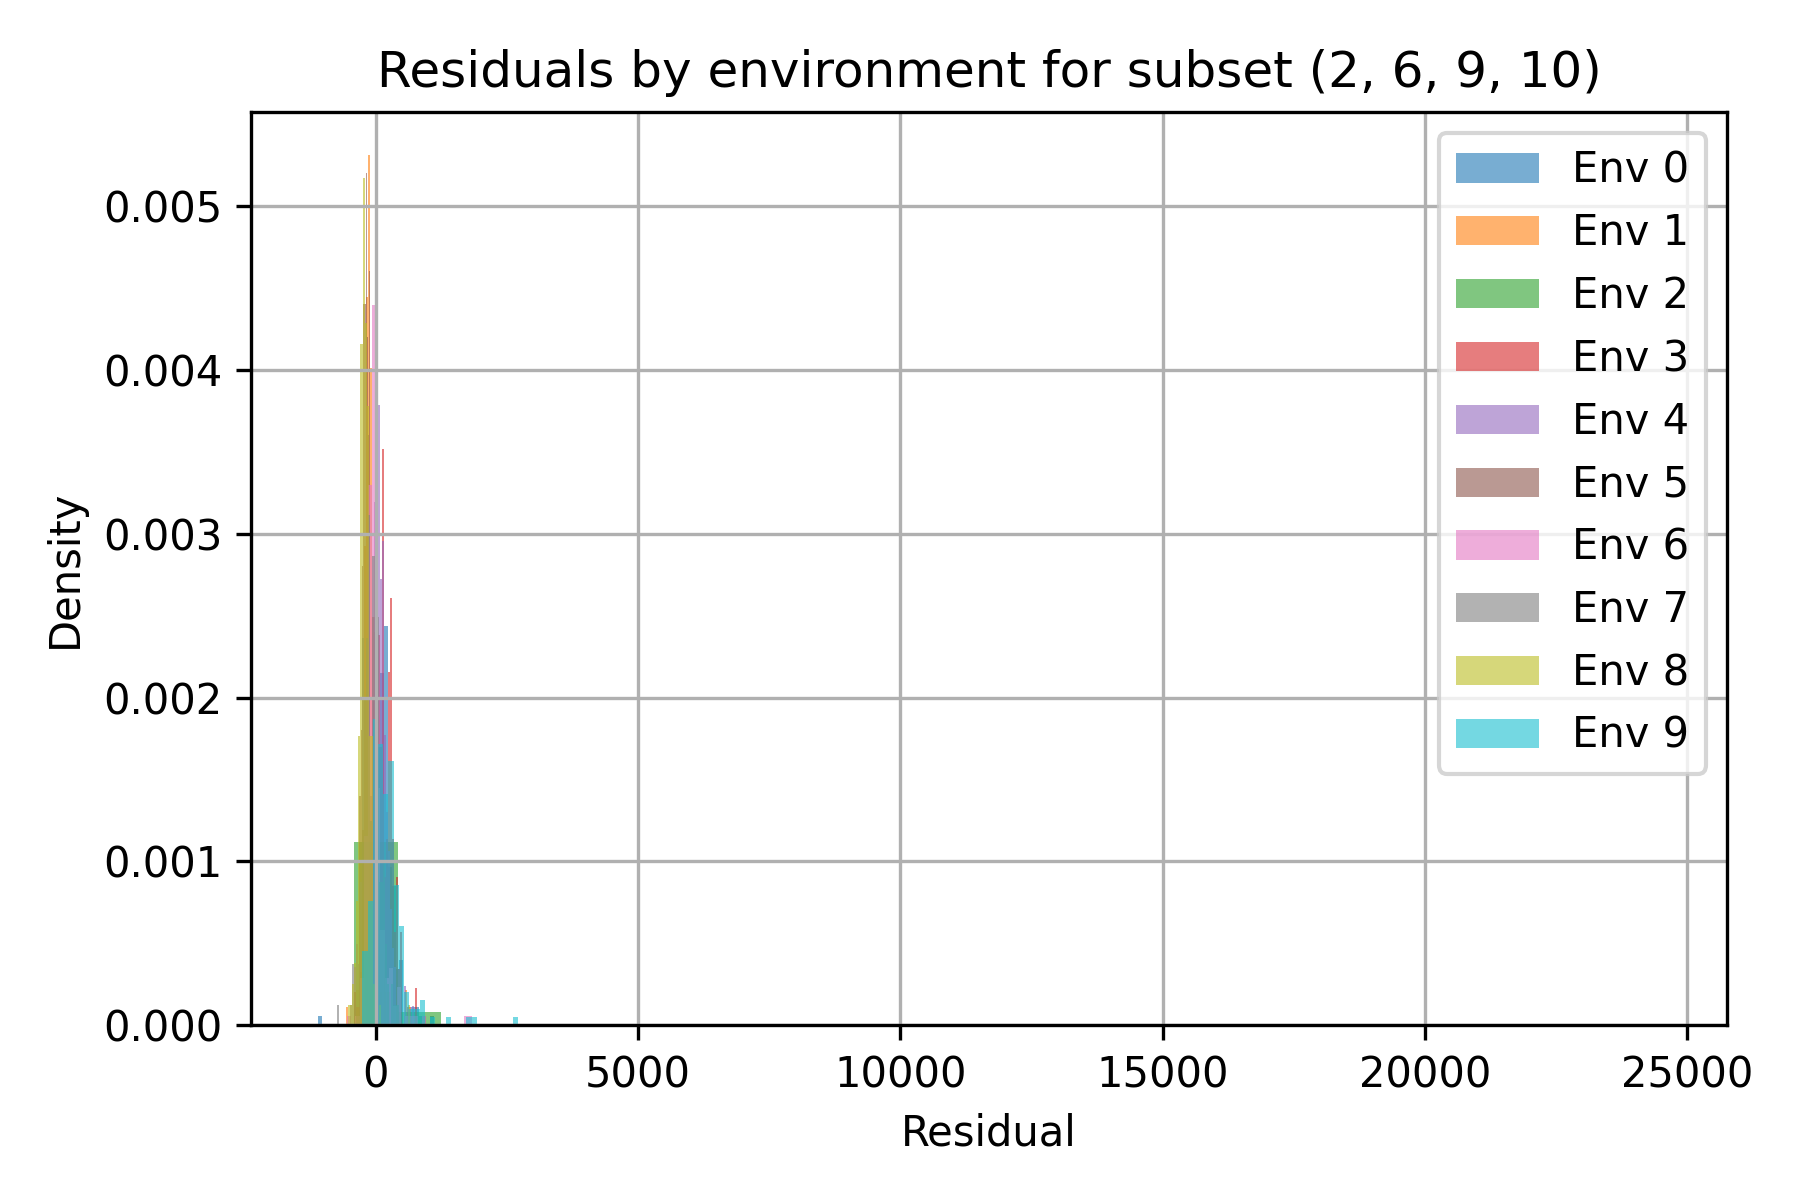 Residuals by environment for subset (2, 6, 9, 10)
Density
0.005
0.004
0.003
0.002
0.001
0.000
0 5000 10000 15000 20000 25000
Residual
Env 0
Env 1
Env 2
Env 3
Env 4
Env 5
Env 6
Env 7
Env 8
Env 9